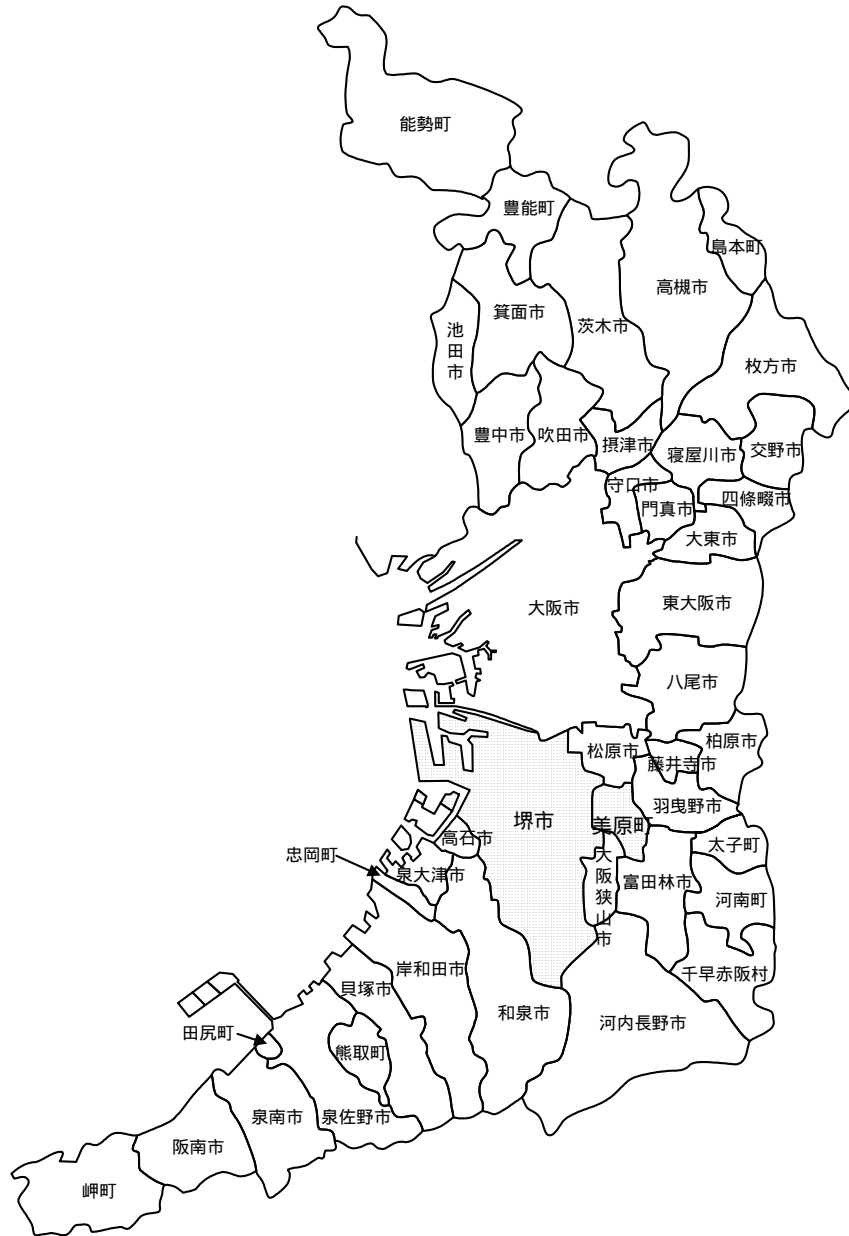 能勢町
豊能町
島本町
高槻市
箕面市
茨木市
池田市
枚方市
豊中市
吹田市
摂津市
寝屋川市
交野市
守口市
門真市
四條畷市
大東市
大阪市
東大阪市
八尾市
松原市
柏原市
藤井寺市
羽曳野市
堺市
美原町
高石市
太子町
忠岡町
泉大津市
大阪狭山市
富田林市
河南町
岸和田市
千早赤阪村
貝塚市
和泉市
河内長野市
田尻町
熊取町
泉南市
泉佐野市
阪南市
岬町